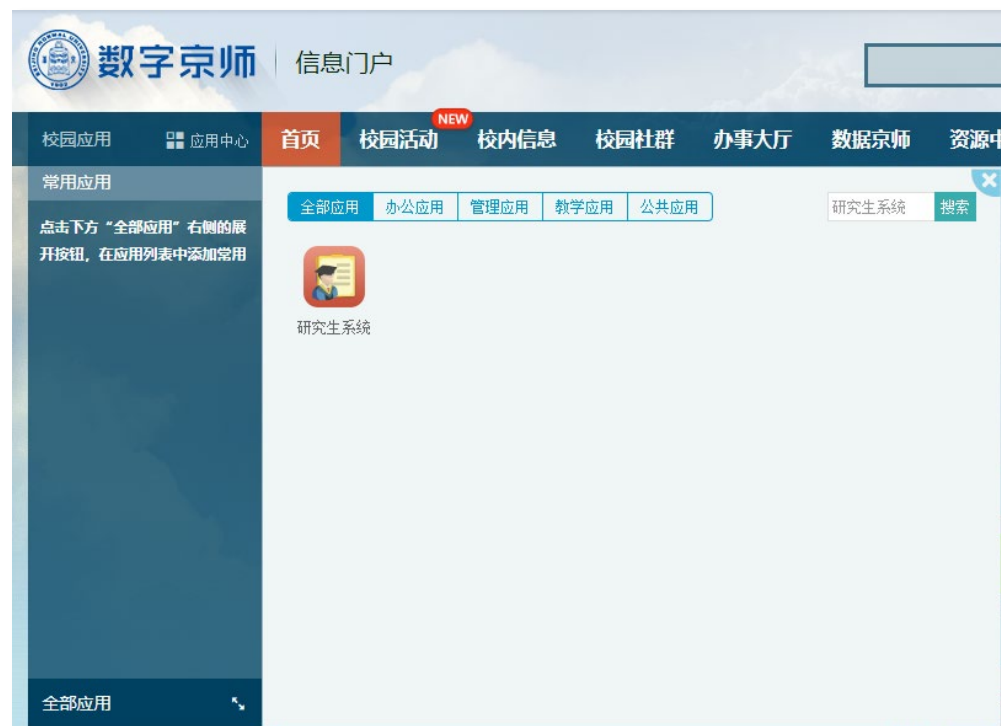 数字京师
信息门户
校园应用
应用中心
首页
校园活动
NEW
校内信息
校园社群
办事大厅
数据京师
资源中
常用应用
点击下方“全部应用”右侧的展
开按钮，在应用列表中添加常用
全部应用
办公应用
管理应用
教学应用
公共应用
研究生系统
搜索
研究生系统
全部应用